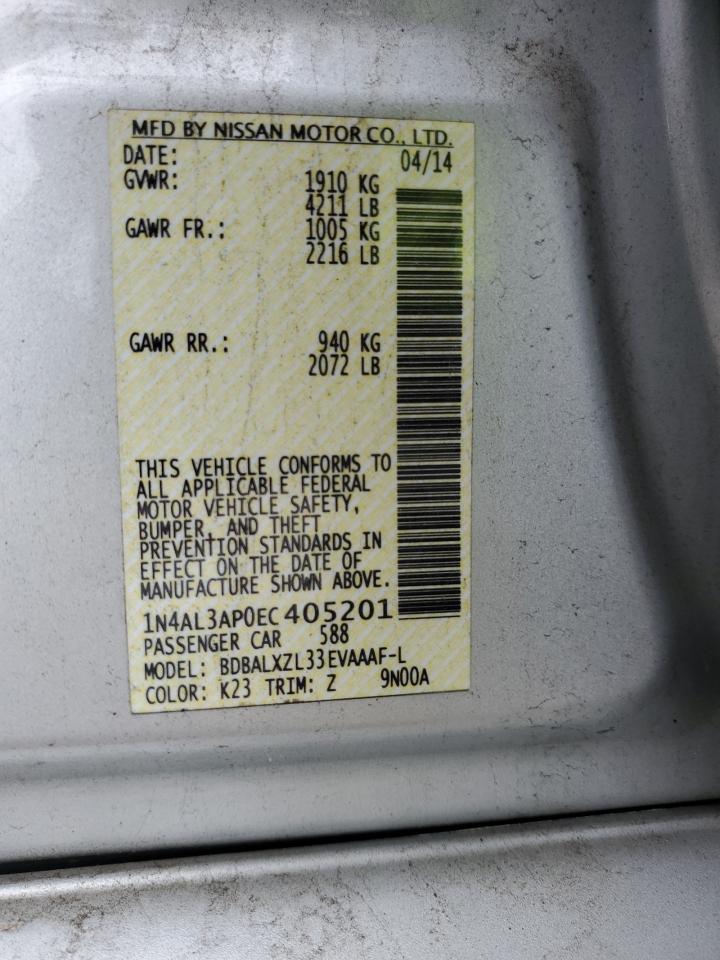 MFD BY NISSAN MOTOR CO., LTD.
DATE: 04/14
GVWR: 1910 KG
4211 LB
GAWR FR.: 1005 KG
2216 LB
GAWR RR.: 940 KG
2072 LB
THIS VEHICLE CONFORMS TO
ALL APPLICABLE FEDERAL
MOTOR VEHICLE SAFETY,
BUMPER, AND THEFT
PREVENTION STANDARDS IN
EFFECT ON THE DATE OF
MANUFACTURE SHOWN ABOVE.
1N4AL3AP0EC405201
PASSENGER CAR 588
MODEL: BDBALXZL33EVAAAF-L
COLOR: K23 TRIM: Z 9N00A